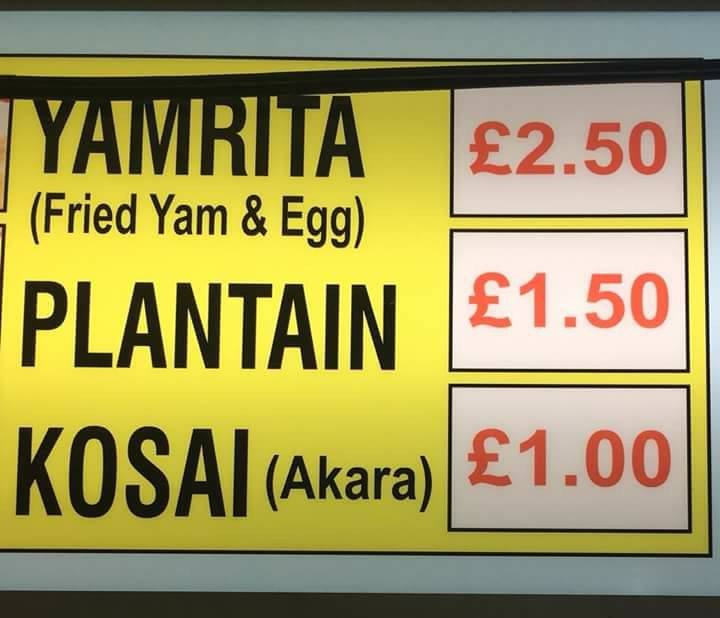 YAMRITA £2.50
(Fried Yam & Egg)
PLANTAIN £1.50
KOSAI (Akara) £1.00